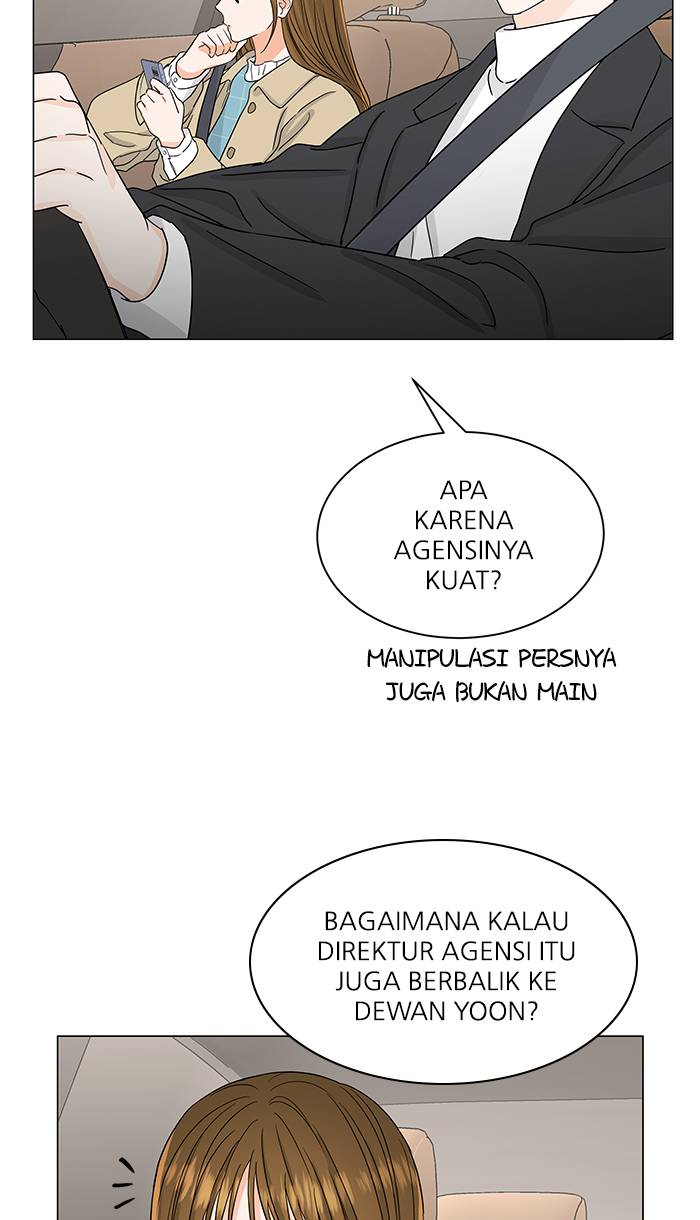 APA
KARENA
AGENSINYA
KUAT?
MANIPULASI PERSNYA
JUGA BUKAN MAIN
BAGAIMANA KALAU
DIREKTUR AGENSI ITU
JUGA BERBALIK KE
DEWAN YOON?